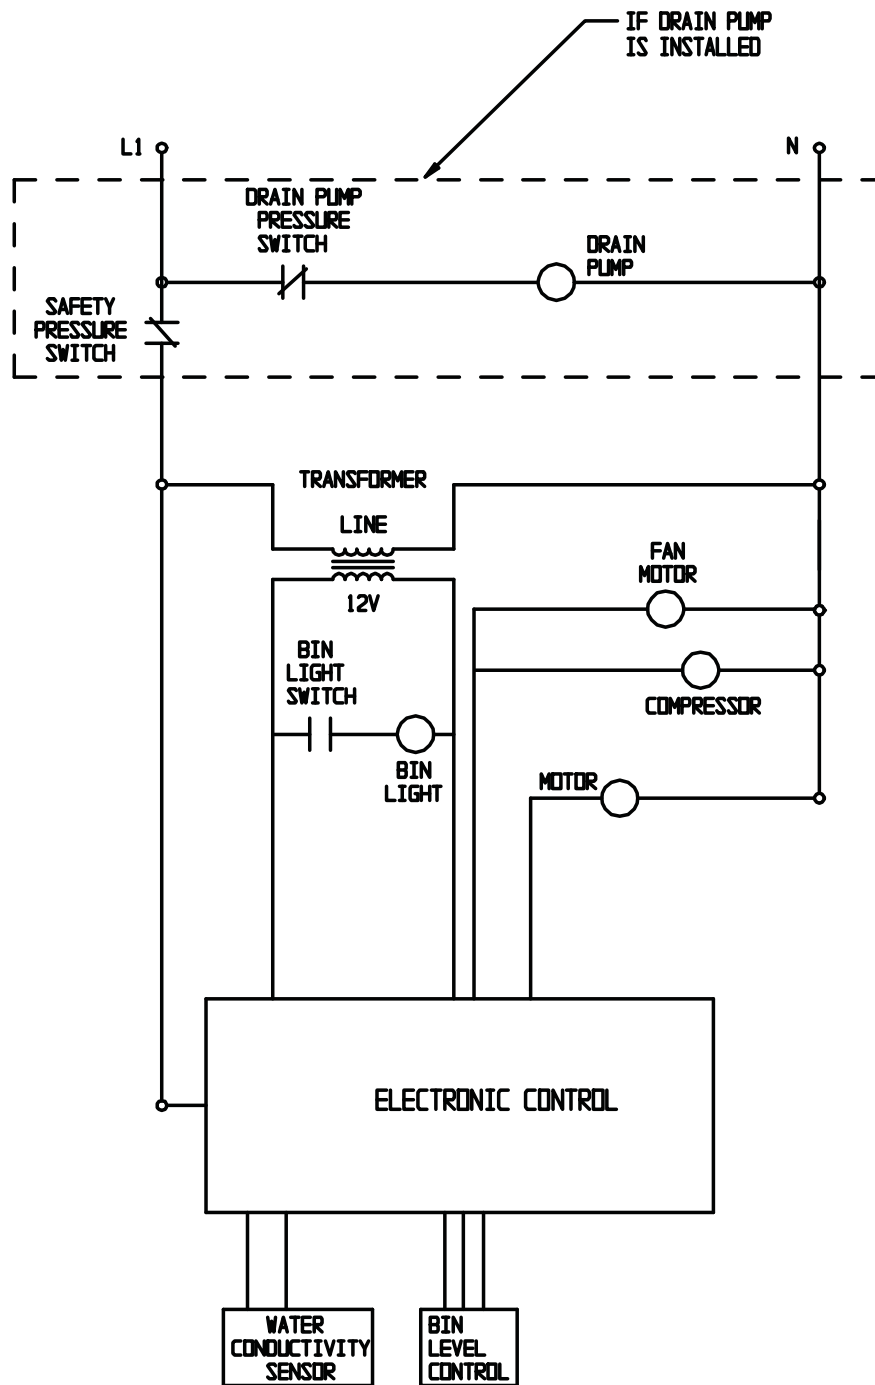 IF DRAIN PUMP
IS INSTALLED
L1
N
DRAIN PUMP
PRESSURE
SWITCH
DRAIN
PUMP
SAFETY
PRESSURE
SWITCH
TRANSFORMER
LINE
12V
FAN
MOTOR
BIN
LIGHT
SWITCH
COMPRESSOR
BIN
LIGHT
MOTOR
ELECTRONIC CONTROL
WATER
CONDUCTIVITY
SENSOR
BIN
LEVEL
CONTROL